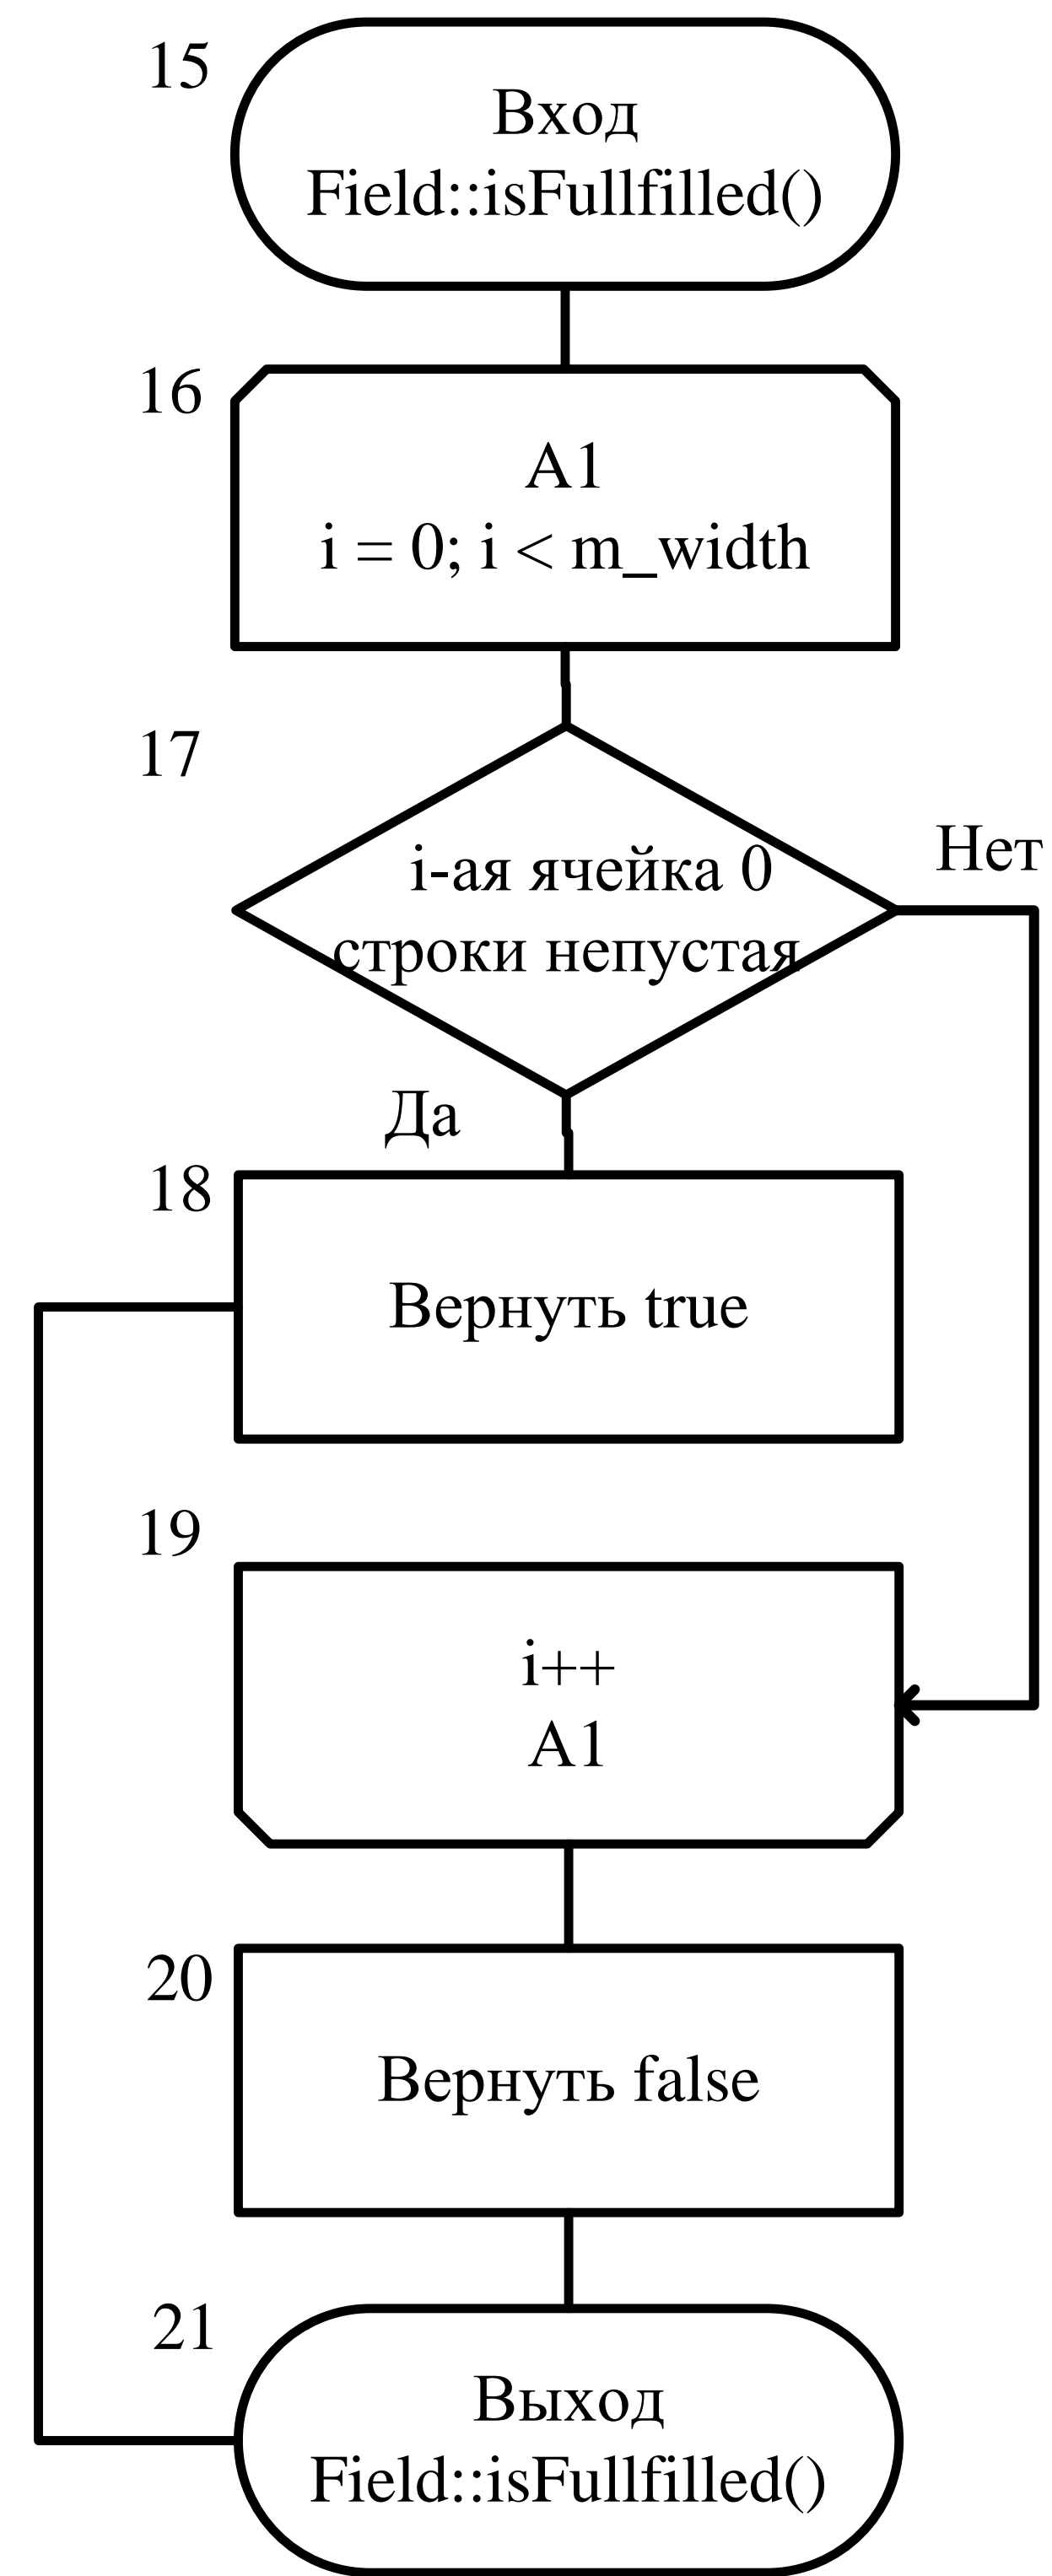 15
Вход
Field::isFullfilled()
16
A1
i = 0; i < m_width
17
Нет
i-ая ячейка 0
строки непустая
Да
18
Вернуть true
19
i++
A1
20
Вернуть false
21
Выход
Field::isFullfilled()